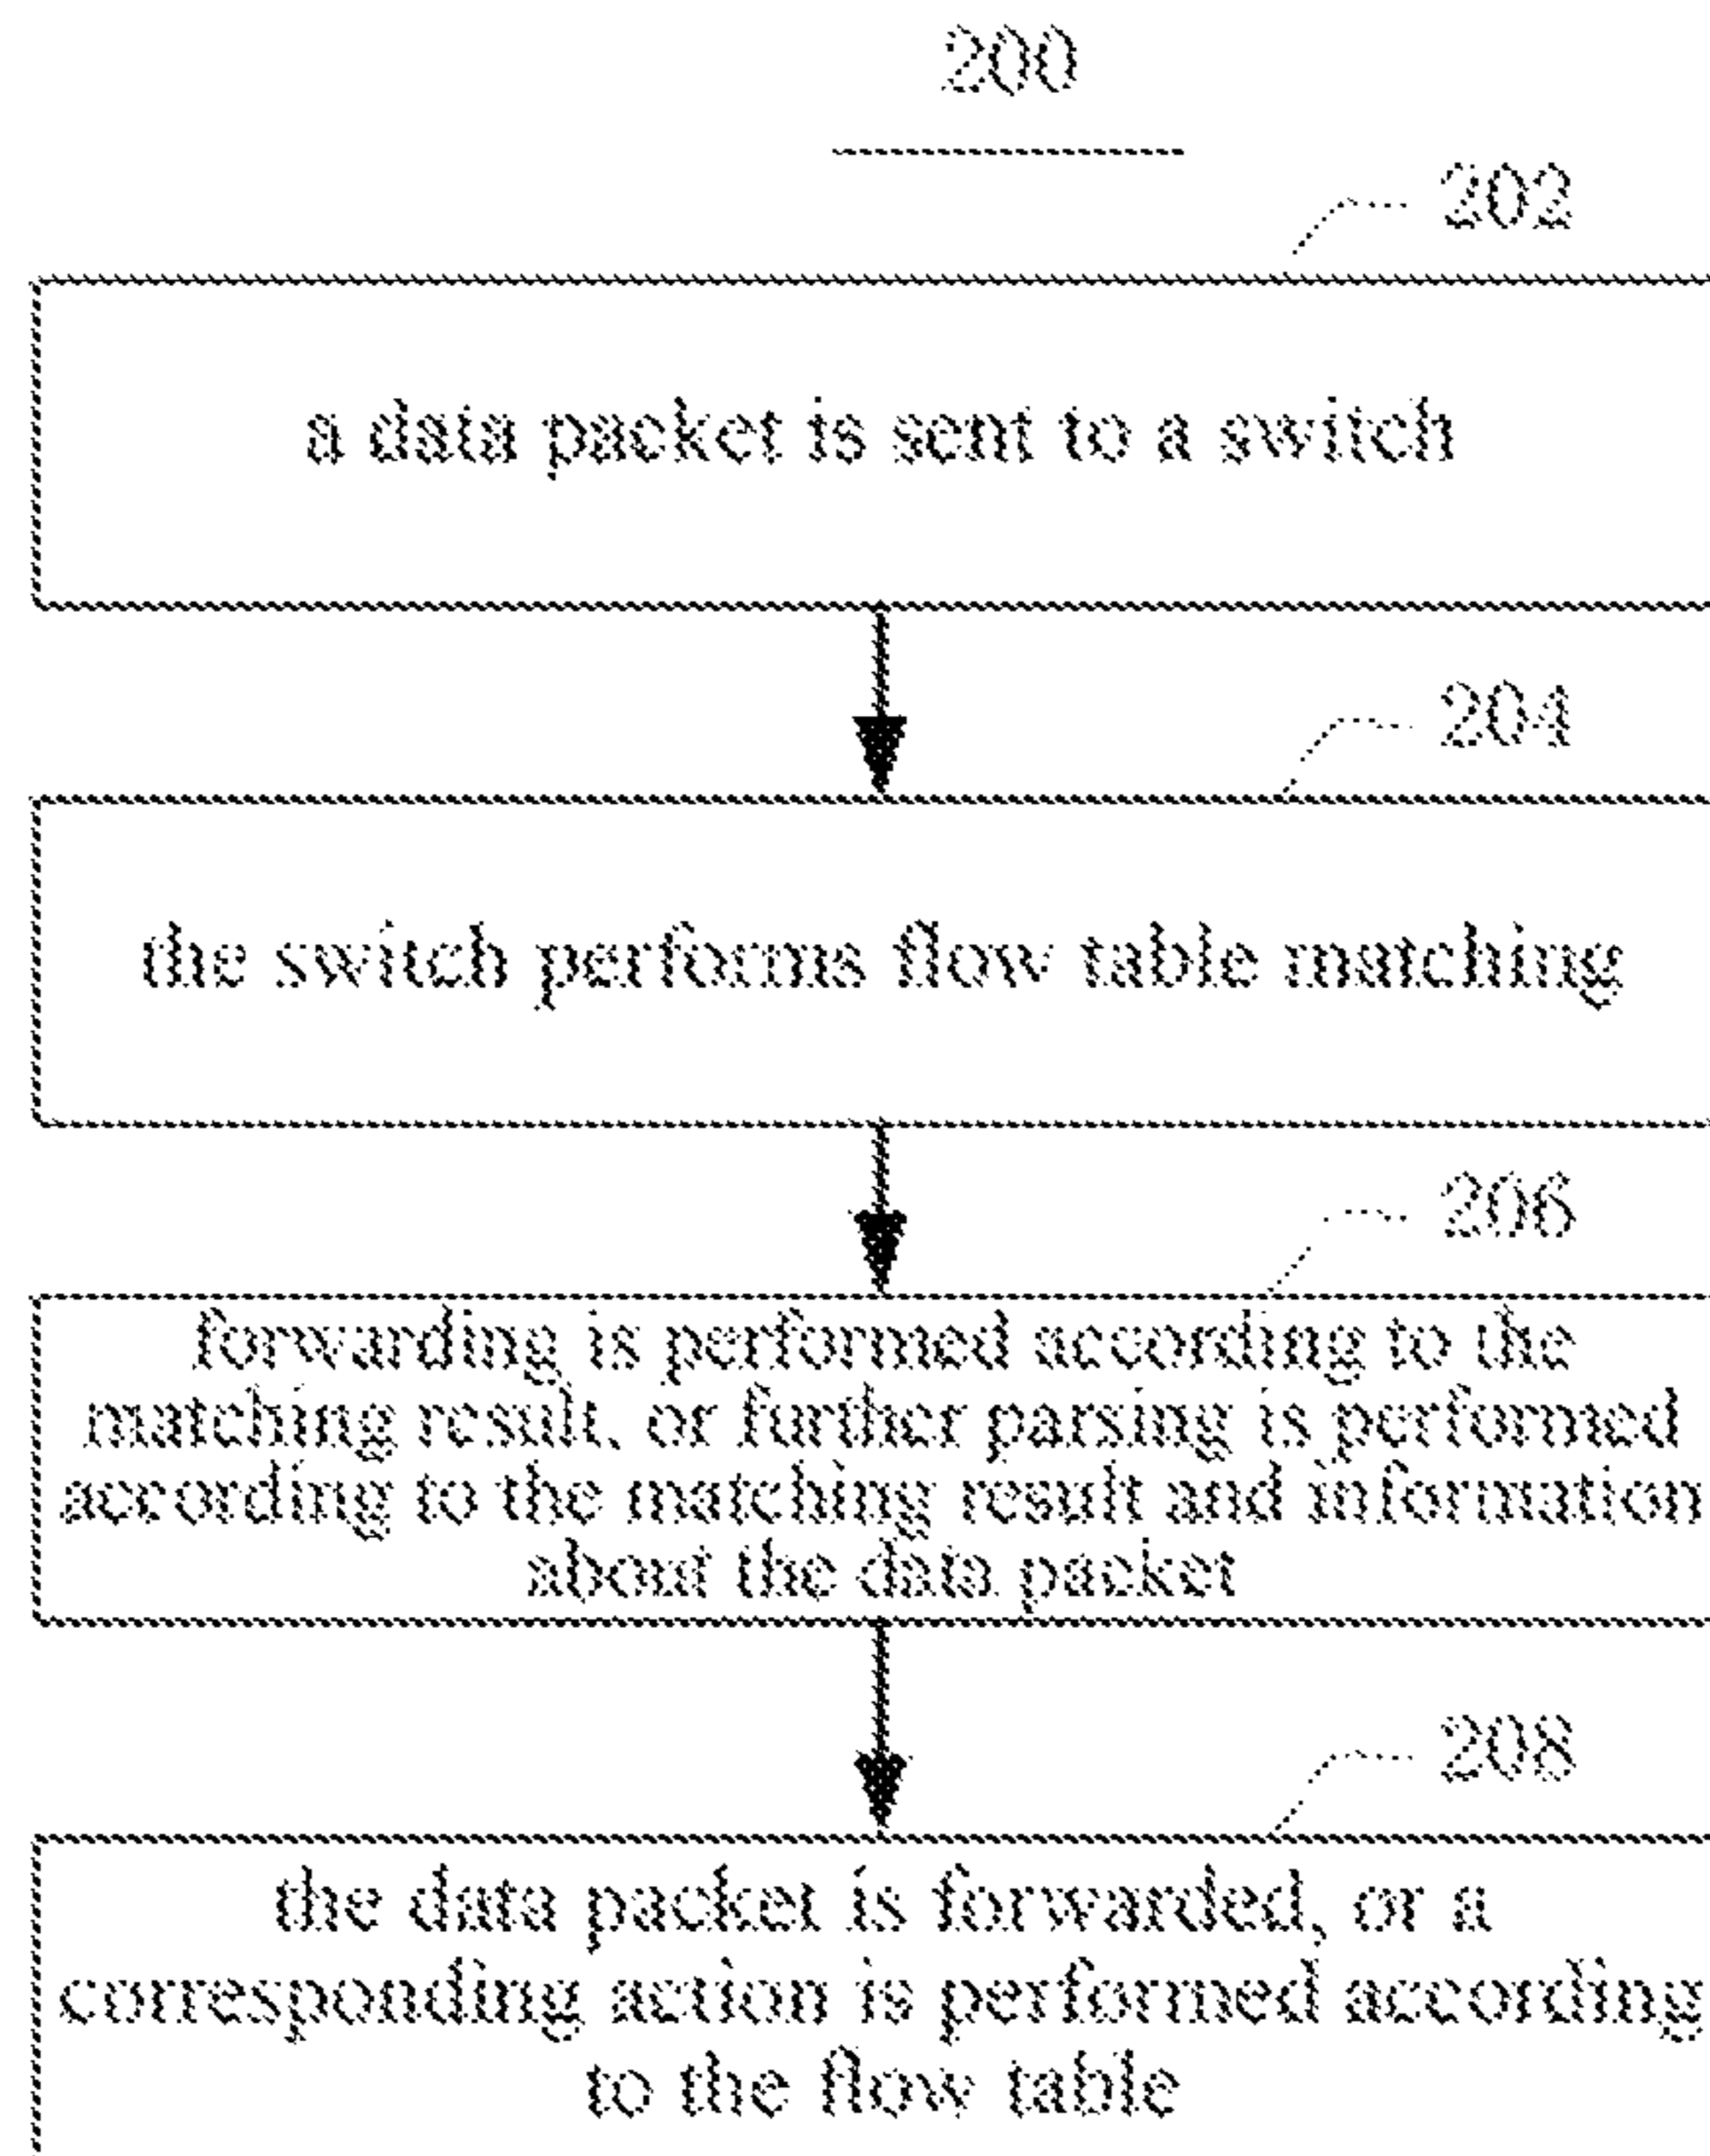 200
202
a data packet is sent to a switch
204
the switch performs flow table matching
206
forwarding is performed according to the
matching result, or further parsing is performed
according to the matching result and information
about the data packet
208
the data packet is forwarded, or a
corresponding action is performed according
to the flow table